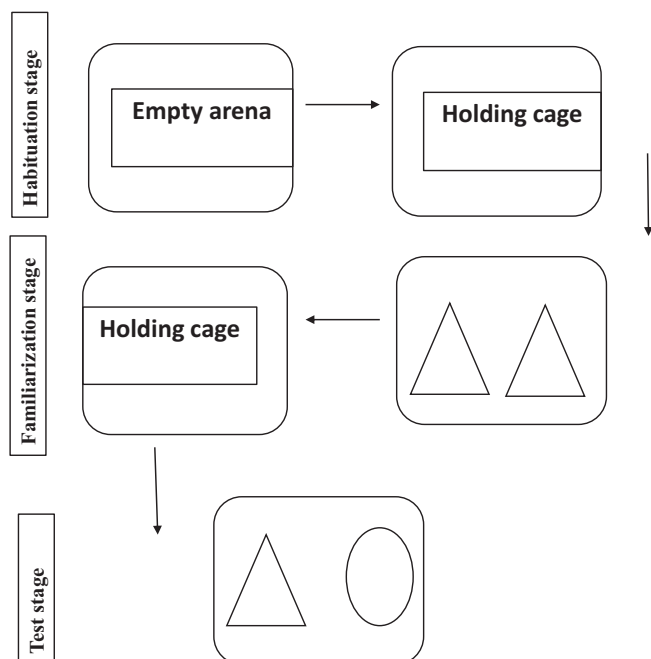 Habituation stage
Empty arena
Holding cage
Familiarization stage
Holding cage
Test stage